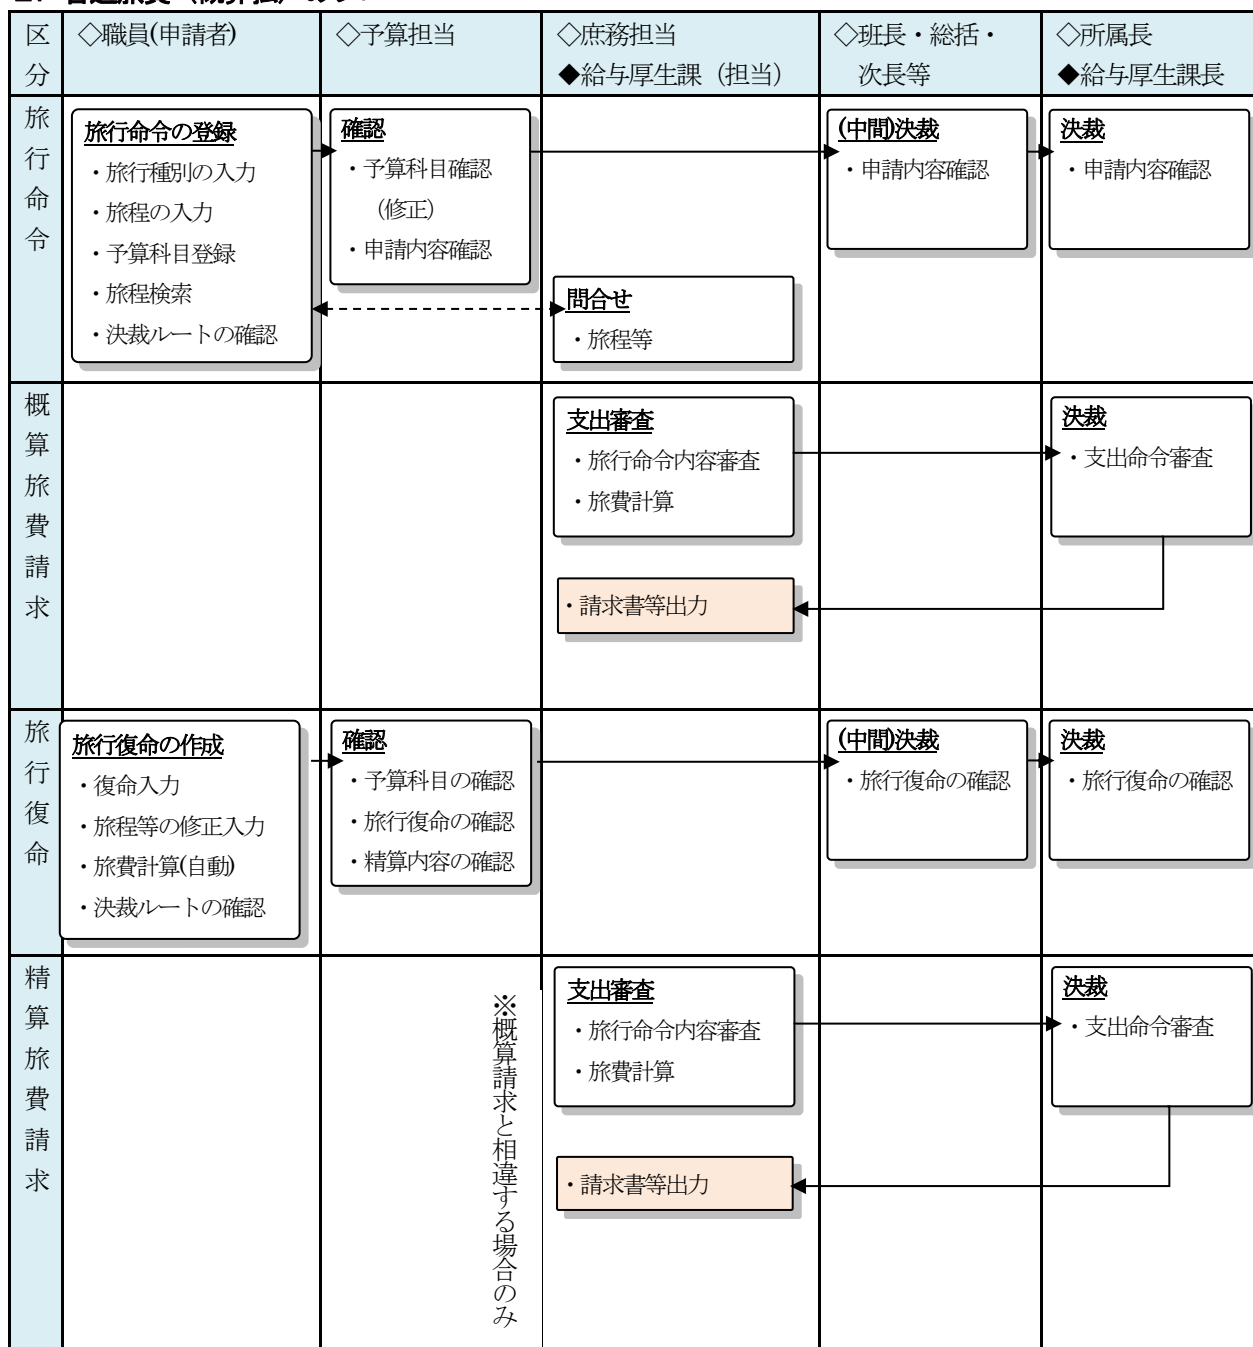 区分
◇職員(申請者)
◇予算担当
◇庶務担当
◆給与厚生課（担当）
◇班長・総括・
次長等
◇所属長
◆給与厚生課長
旅行命令
旅行命令の登録
・旅行種別の入力
・旅程の入力
・予算科目登録
・旅程検索
・決裁ルートの確認
確認
・予算科目確認
（修正）
・申請内容確認
問合せ
・旅程等
(中間)決裁
・申請内容確認
決裁
・申請内容確認
概算旅費請求
支出審査
・旅行命令内容審査
・旅費計算
・請求書等出力
決裁
・支出命令審査
旅行復命
旅行復命の作成
・復命入力
・旅程等の修正入力
・旅費計算(自動)
・決裁ルートの確認
確認
・予算科目の確認
・旅行復命の確認
・精算内容の確認
(中間)決裁
・旅行復命の確認
決裁
・旅行復命の確認
精算旅費請求
※概算請求と相違する場合のみ
支出審査
・旅行命令内容審査
・旅費計算
・請求書等出力
決裁
・支出命令審査